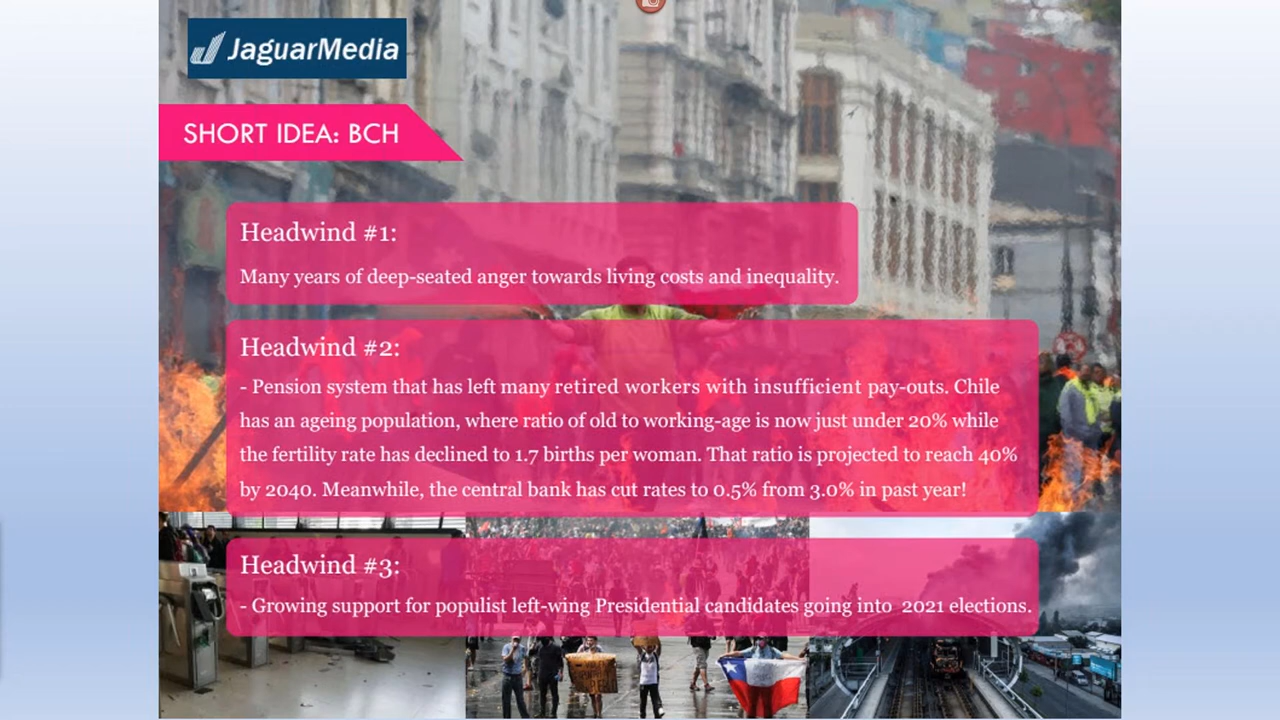 JaguarMedia
SHORT IDEA: BCH
Headwind #1:
Many years of deep-seated anger towards living costs and inequality.
Headwind #2:
- Pension system that has left many retired workers with insufficient pay-outs. Chile
has an ageing population, where ratio of old to working-age is now just under 20% while
the fertility rate has declined to 1.7 births per woman. That ratio is projected to reach 40%
by 2040. Meanwhile, the central bank has cut rates to 0.5% from 3.0% in past year!
Headwind #3:
- Growing support for populist left-wing Presidential candidates going into 2021 elections.